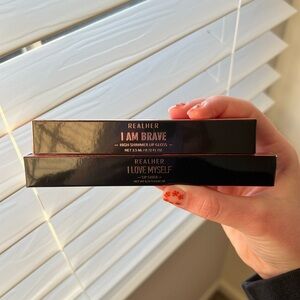 REALHER
I AM BRAVE
— HIGH SHIMMER LIP GLOSS —
REALHER
I LOVE MYSELF